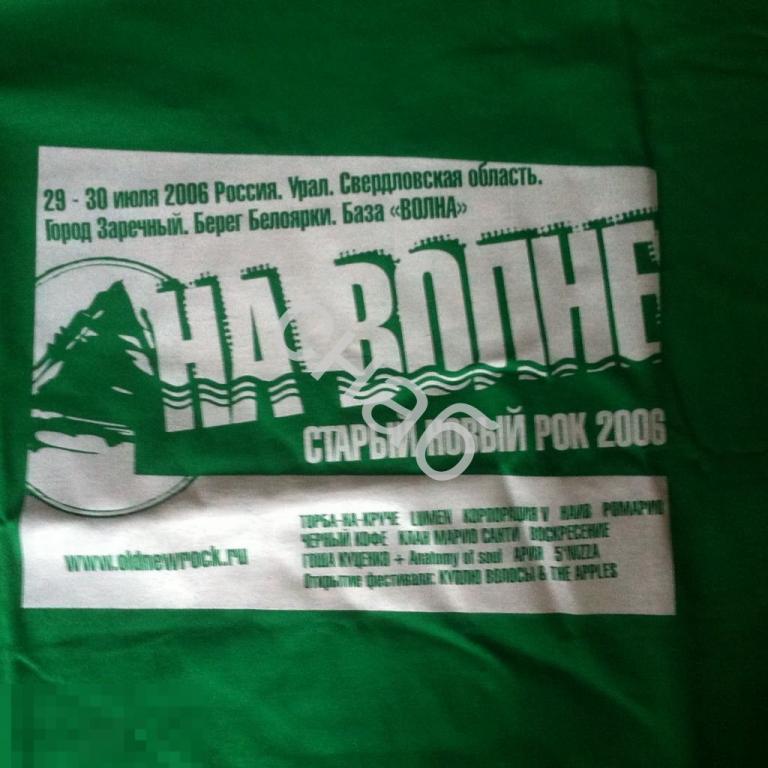 29 - 30 июля 2006 Россия. Урал. Свердловская область.
Город Заречный. Берег Белоярки. База «ВОЛНА»
НА ВОЛНЕ
СТАРЫЙ НОВЫЙ РОК 2006
снаб
ТОРБА-НА-КРУЧЕ LUMEN КОРПОРАЦИЯ V НАИВ РОМАРИО
ЧЕРНЫЙ КОФЕ КЛАН МАРИО САНТИ ВОСКРЕСЕНИЕ
ГОША КУЦЕНКО + Anatomy of soul АРИЯ 5'NIZZA
Открытие фестиваля: КУПЛЮ ВОЛОСЫ & THE APPLES
www.oldnewrock.ru